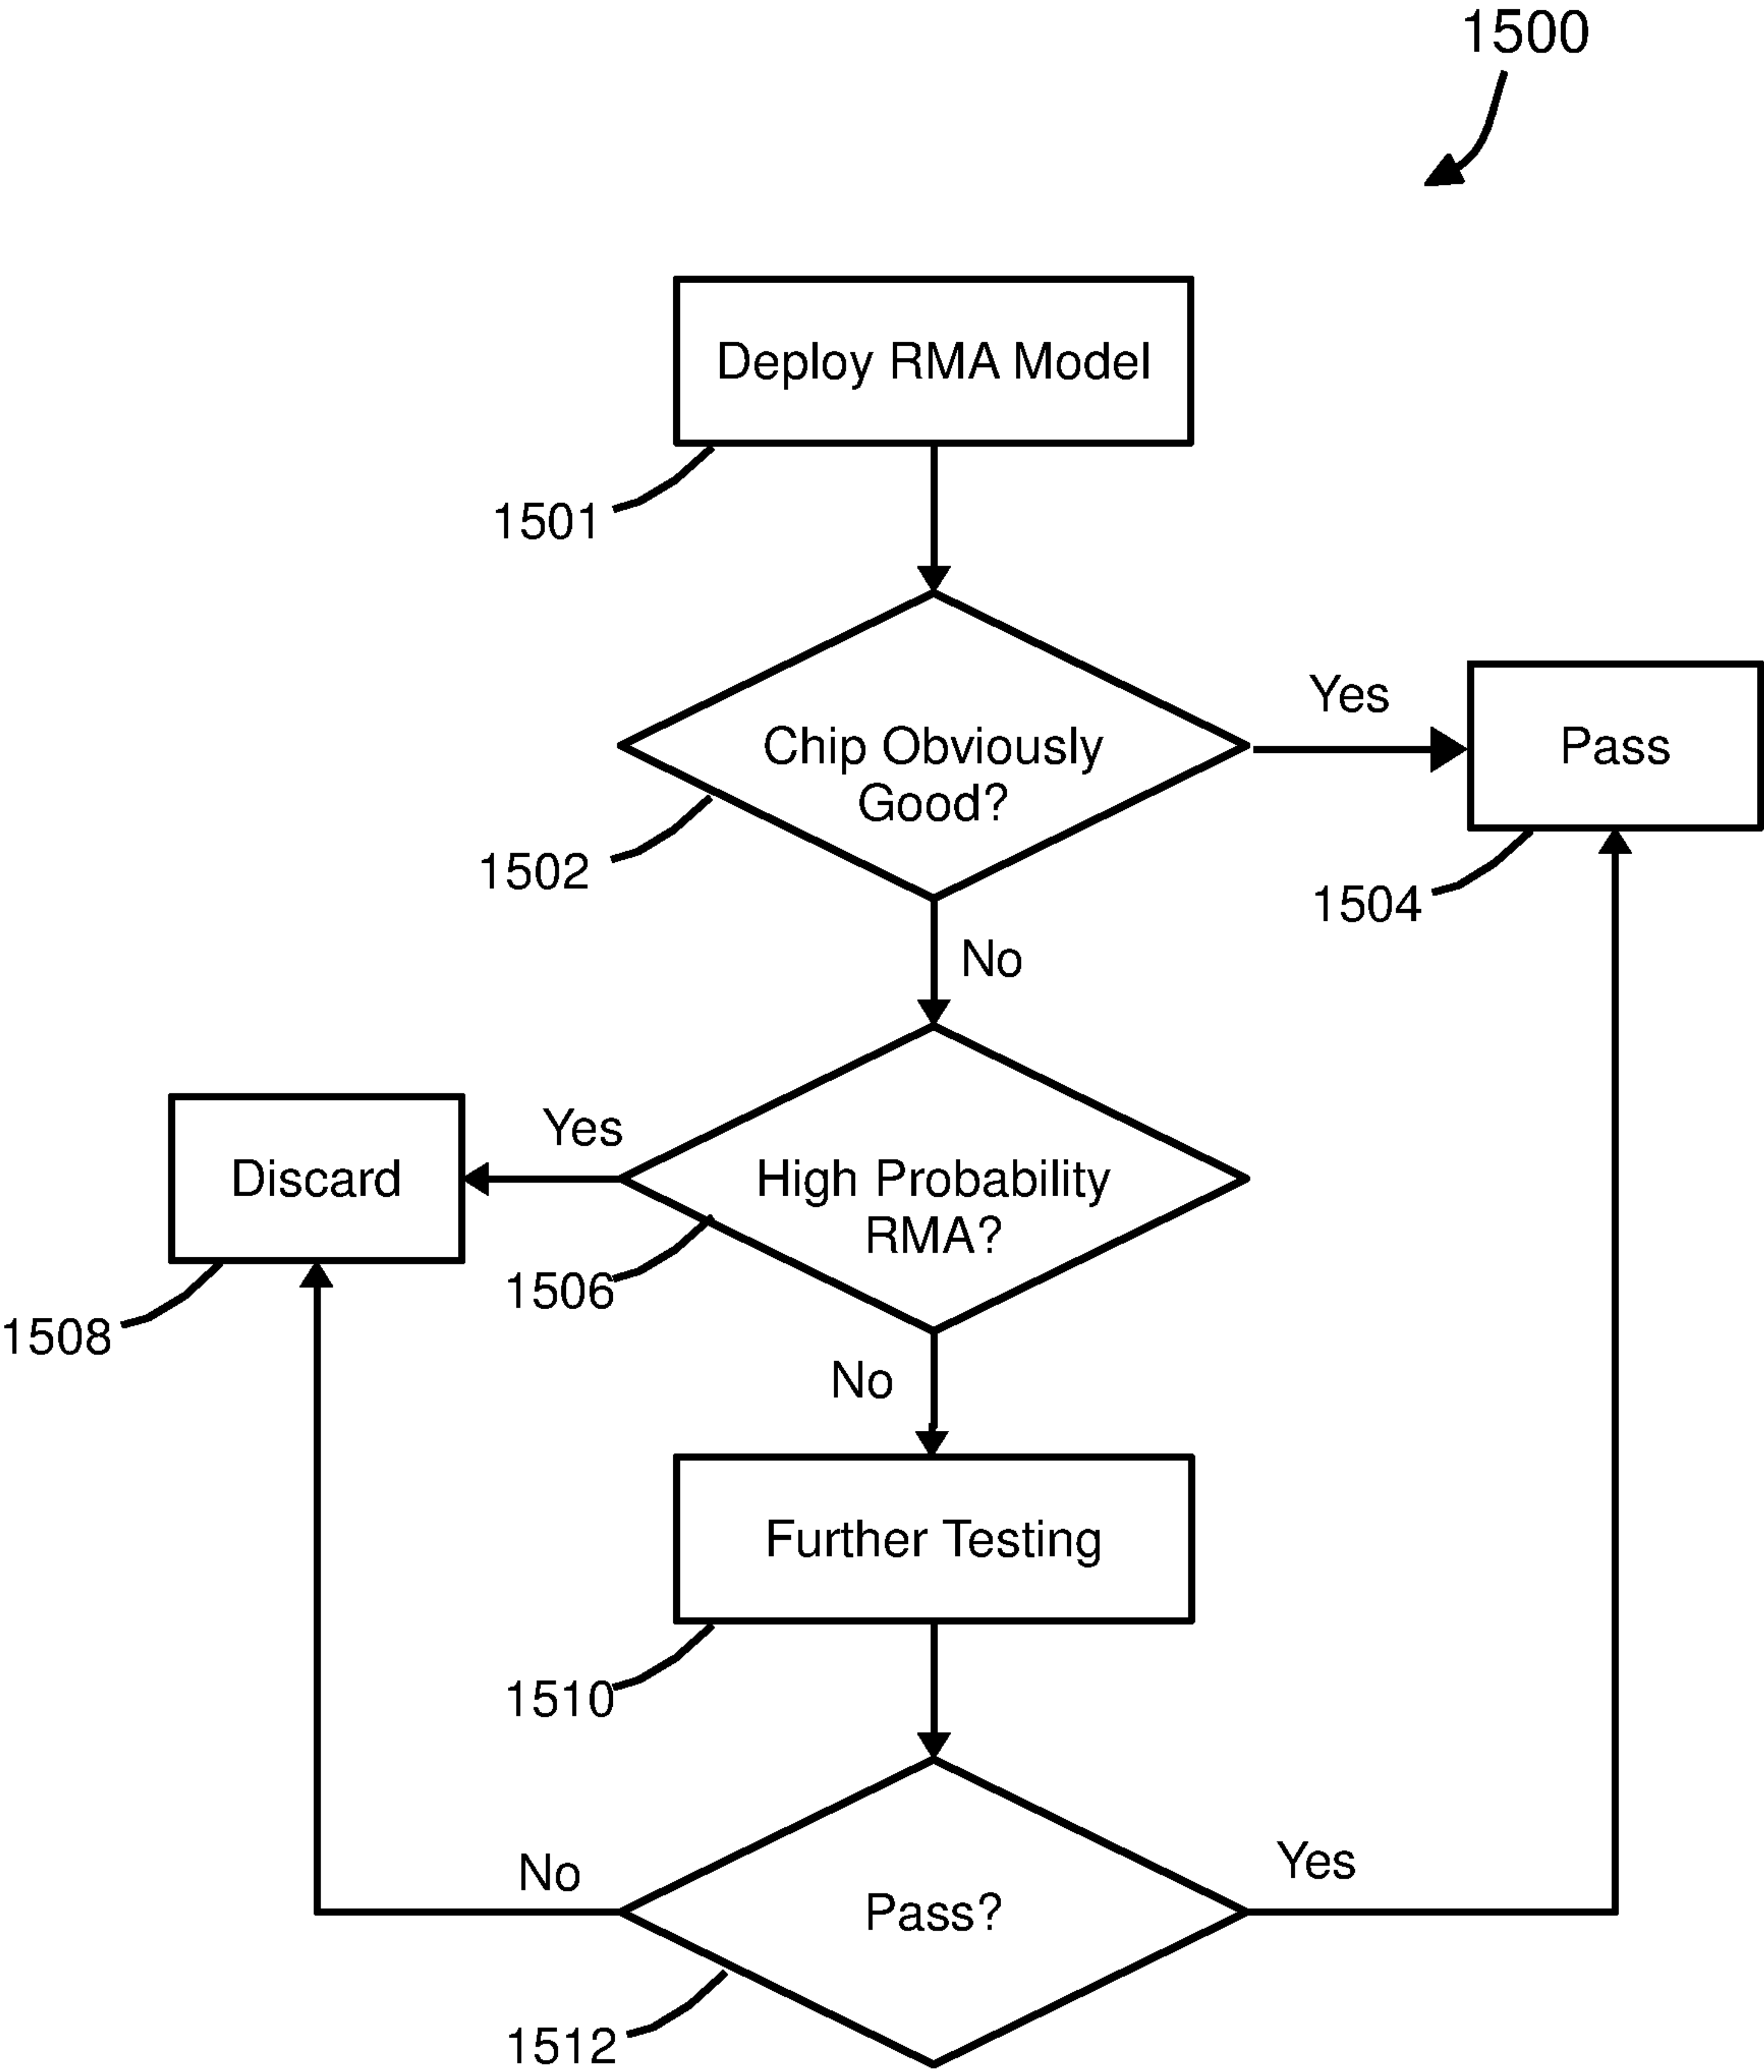 1500
Deploy RMA Model
1501
Chip Obviously
Good?
Yes
Pass
1502
1504
No
Yes
Discard
High Probability
RMA?
1506
1508
No
Further Testing
1510
No
Yes
Pass?
1512